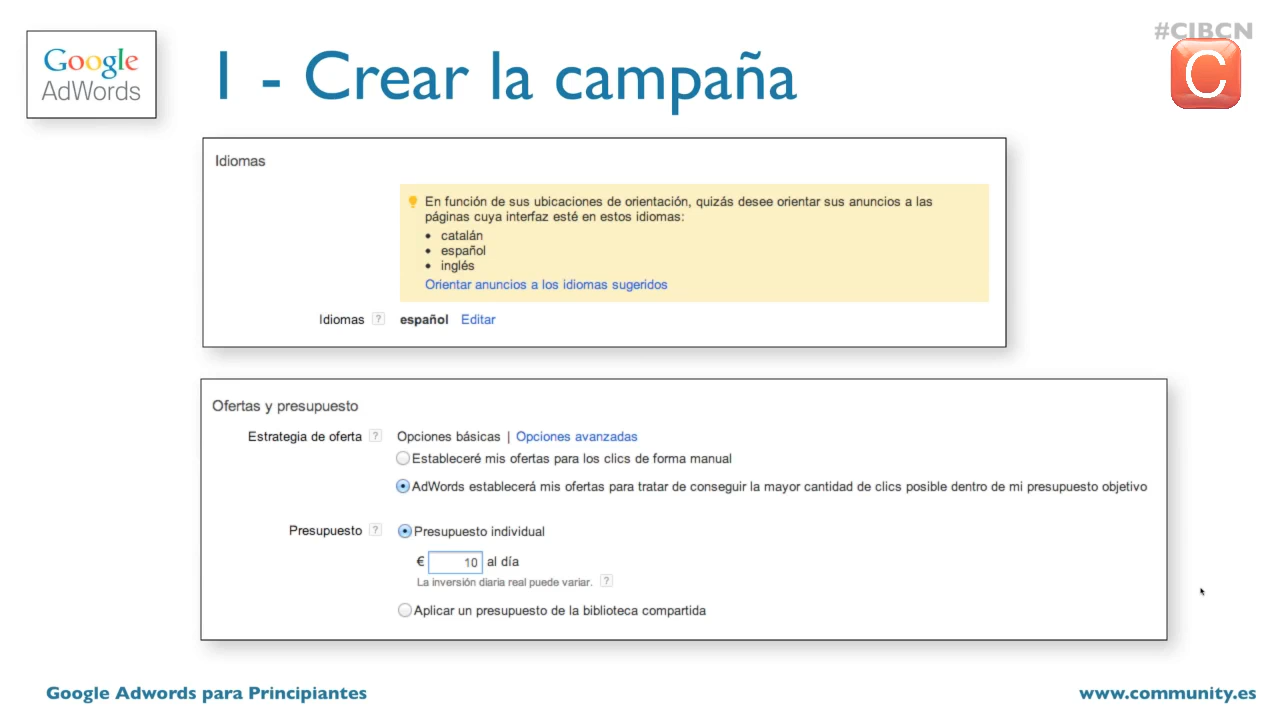 #CIBCN
Google
AdWords
1 - Crear la campaña
C
Idiomas
En función de sus ubicaciones de orientación, quizás desee orientar sus anuncios a las
páginas cuya interfaz esté en estos idiomas:
• catalán
• español
• inglés
Orientar anuncios a los idiomas sugeridos
Idiomas ? español Editar
Ofertas y presupuesto
Estrategia de oferta ? Opciones básicas | Opciones avanzadas
Estableceré mis ofertas para los clics de forma manual
AdWords establecerá mis ofertas para tratar de conseguir la mayor cantidad de clics posible dentro de mi presupuesto objetivo
Presupuesto ? Presupuesto individual
€ 10 al día
La inversión diaria real puede variar. ?
Aplicar un presupuesto de la biblioteca compartida
Google Adwords para Principiantes
www.community.es